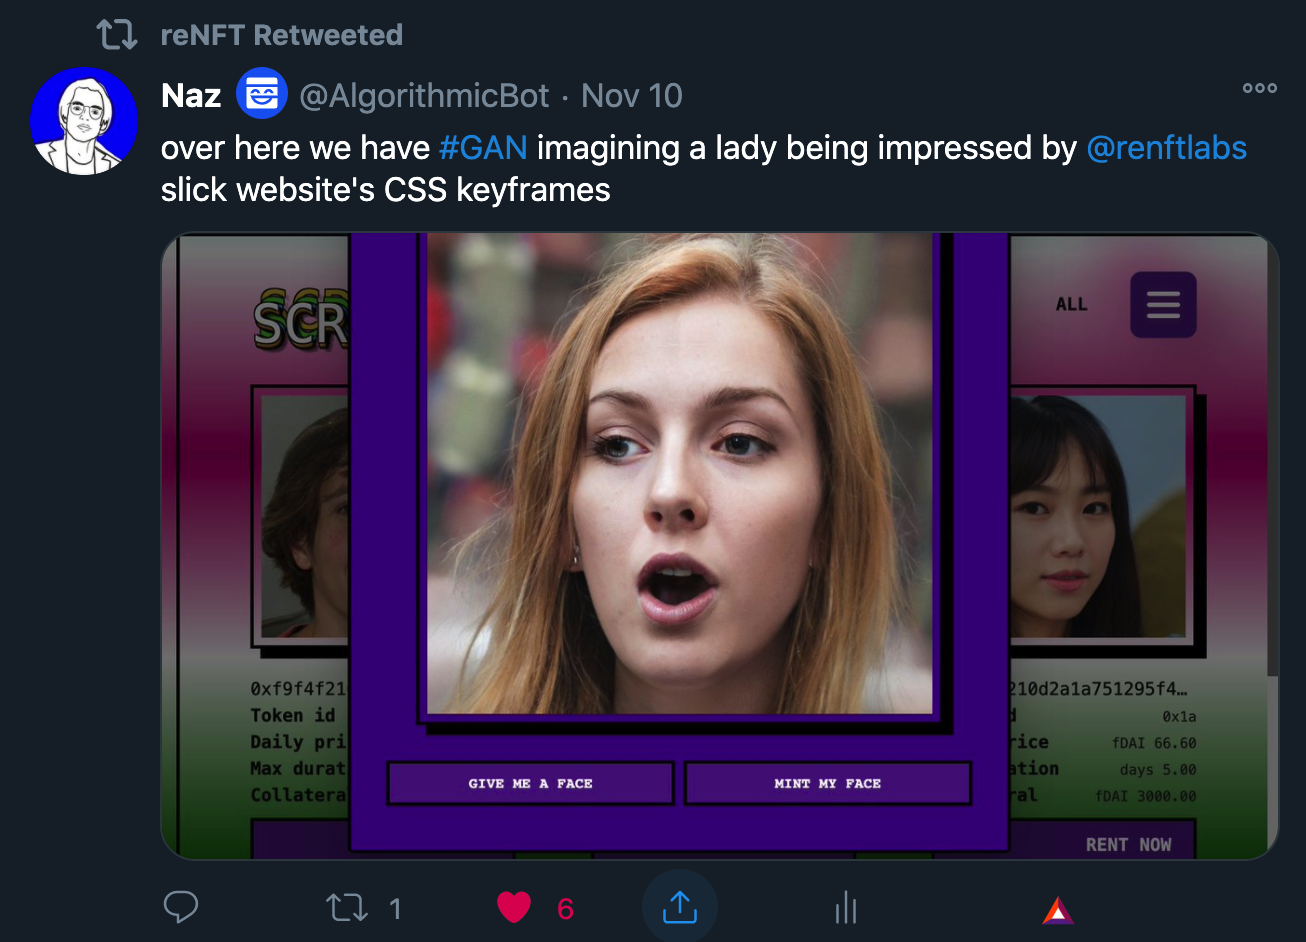 reNFT Retweeted
Naz @AlgorithmicBot · Nov 10
over here we have #GAN imagining a lady being impressed by @renftlabs
slick website's CSS keyframes
SCR
ALL
0xf9f4f21
Token id
Daily pri
Max durat
Collatera
GIVE ME A FACE
MINT MY FACE
210d2a1a751295f4…
d 0x1a
rice fDAI 66.60
ation days 5.00
ral fDAI 3000.00
RENT NOW
1
6